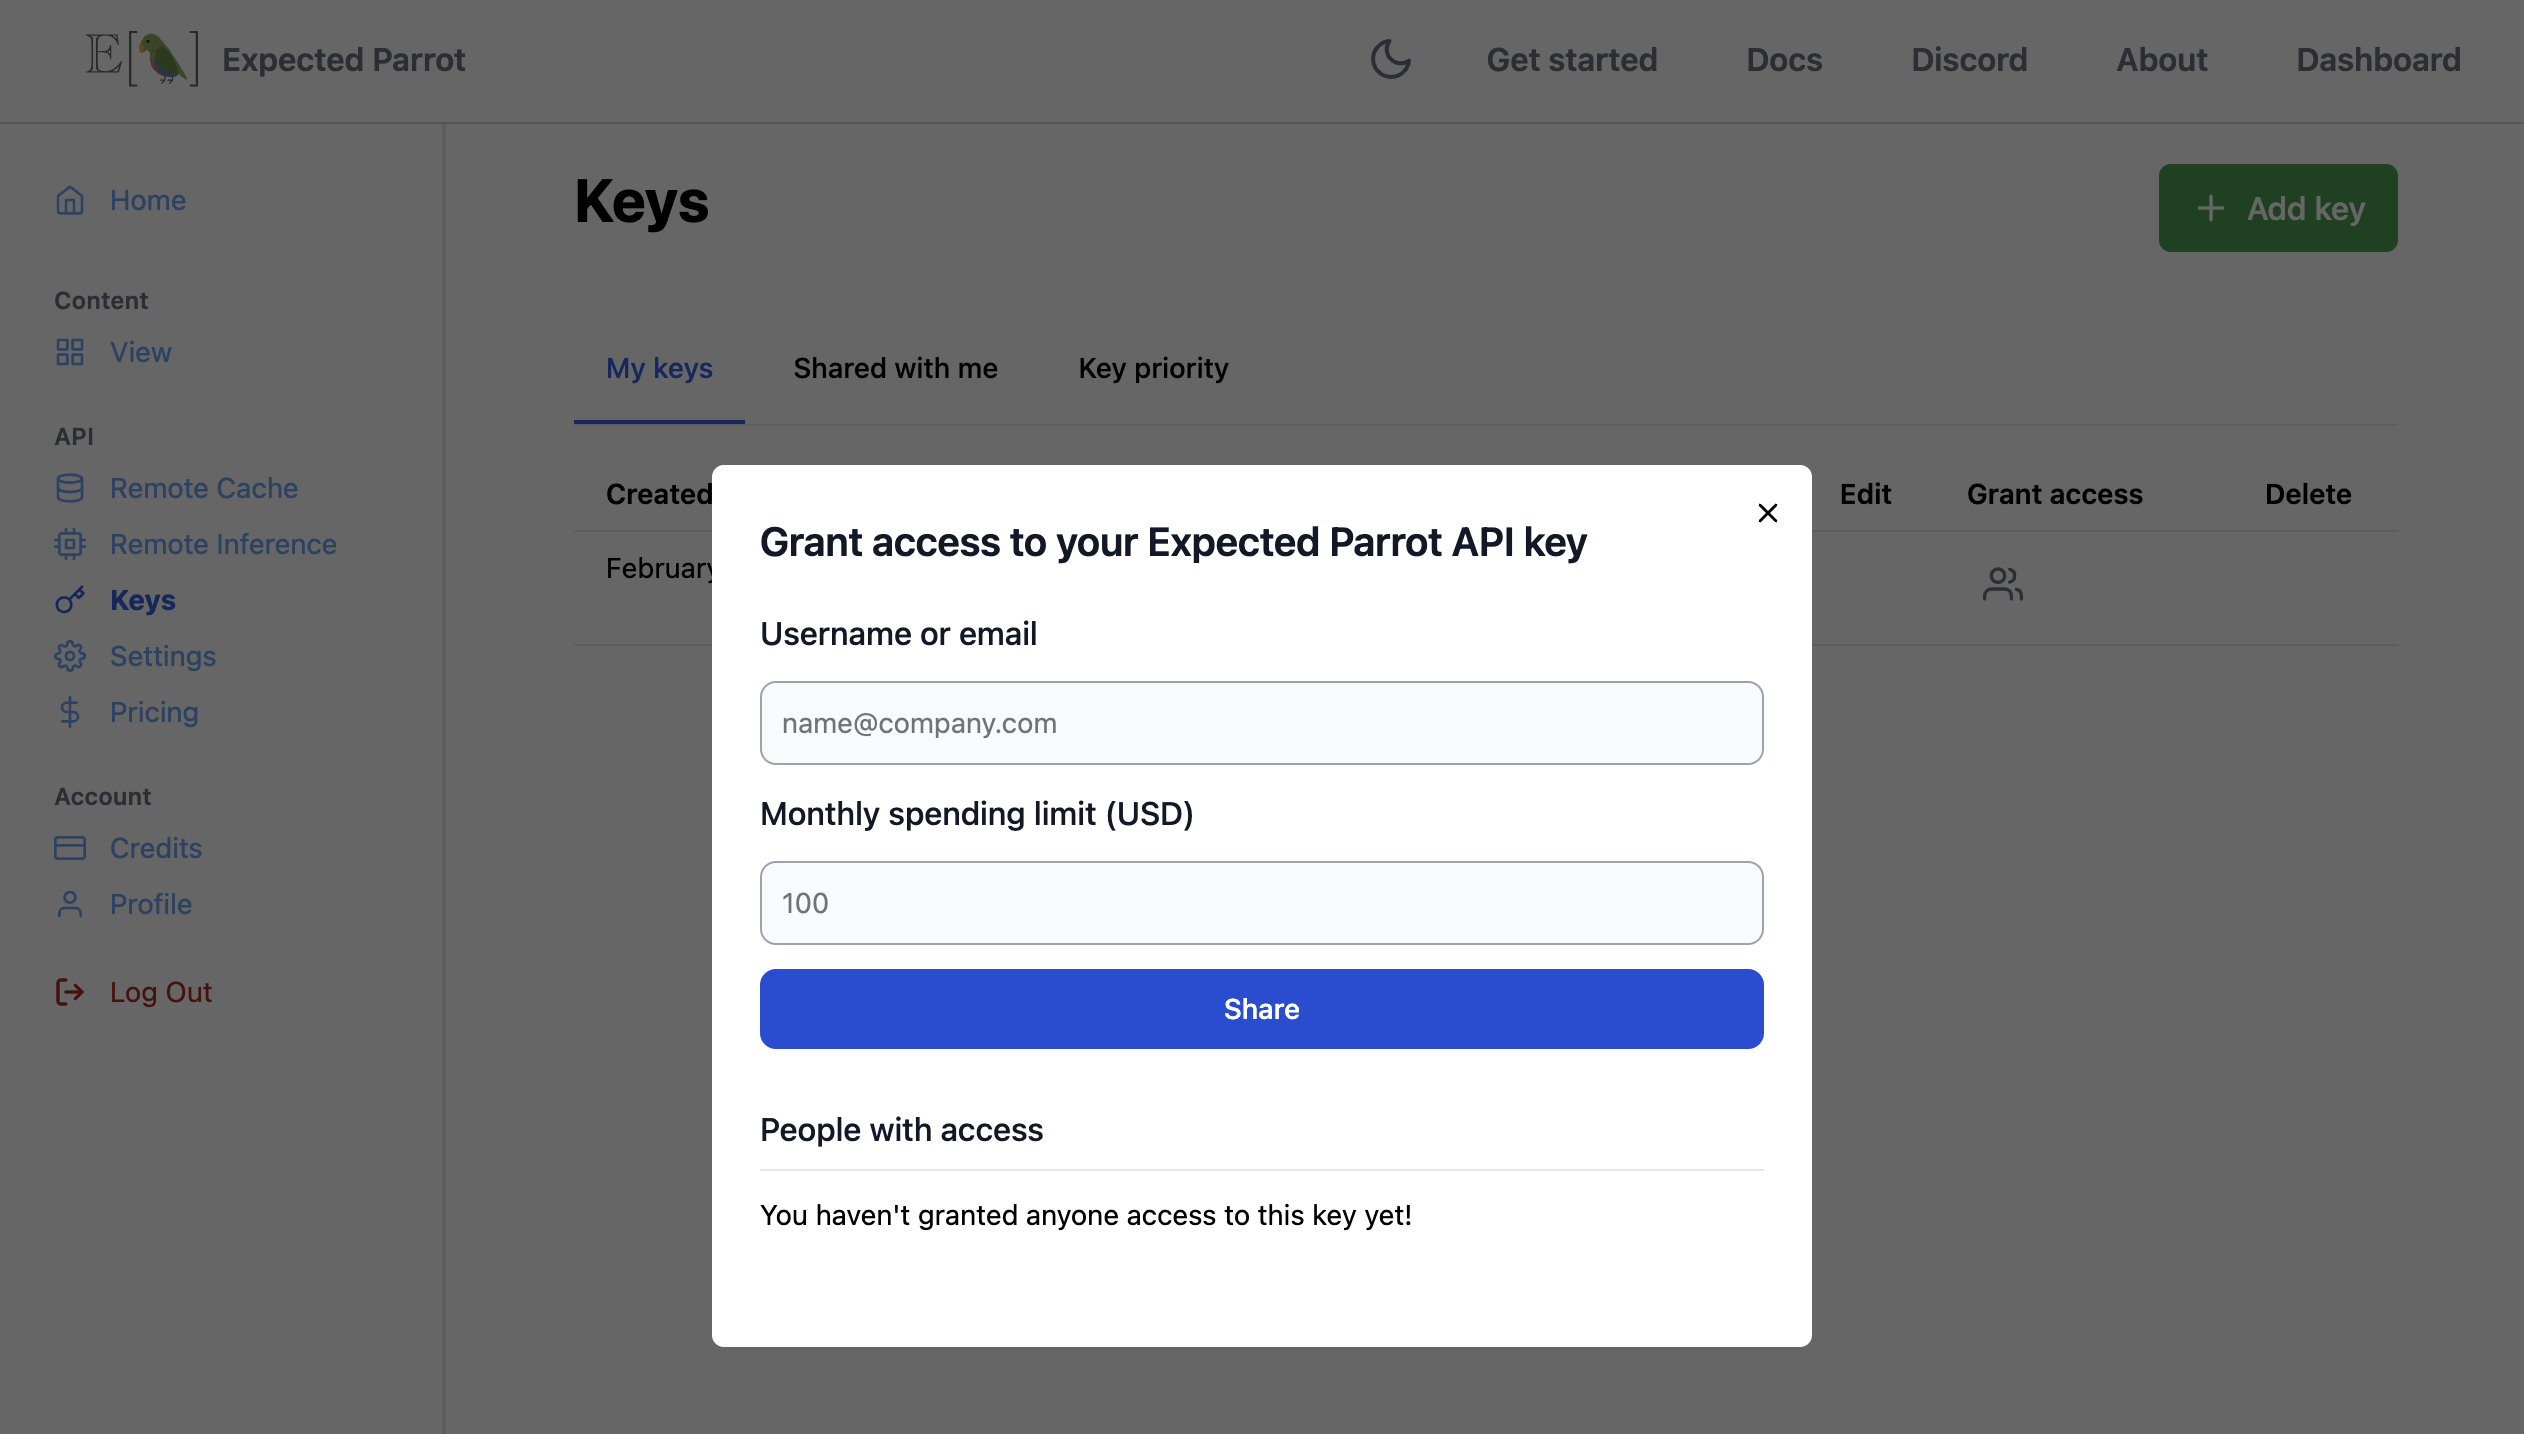 E[ ] Expected Parrot
Get started
Docs
Discord
About
Dashboard
Home
Content
View
API
Remote Cache
Remote Inference
Keys
Settings
Pricing
Account
Credits
Profile
Log Out
Keys
+ Add key
My keys
Shared with me
Key priority
Created
Edit
Grant access
Delete
February
Grant access to your Expected Parrot API key
Username or email
name@company.com
Monthly spending limit (USD)
100
Share
People with access
You haven't granted anyone access to this key yet!